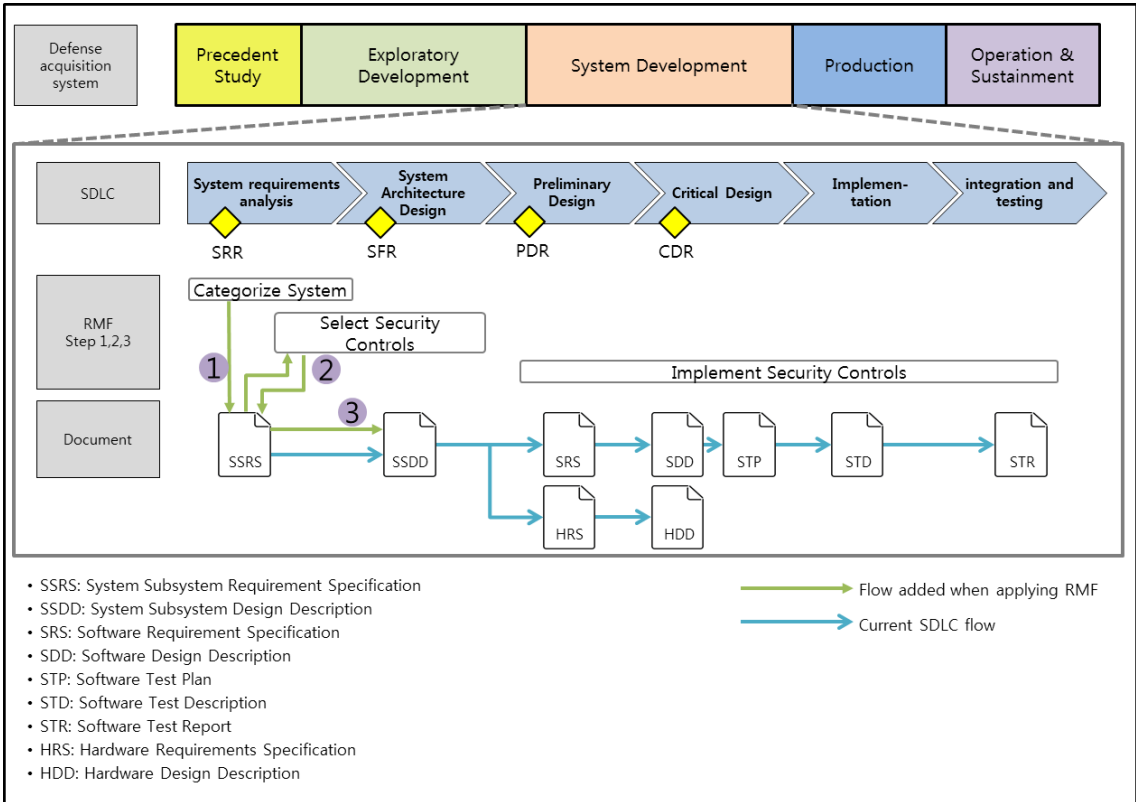 Defense
acquisition
system
Precedent
Study
Exploratory
Development
System Development
Production
Operation &
Sustainment
SDLC
System requirements
analysis
System
Architecture
Design
Preliminary
Design
Critical Design
Implemen-
tation
integration and
testing
SRR
SFR
PDR
CDR
RMF
Step 1,2,3
Categorize System
Select Security
Controls
Implement Security Controls
1
2
3
Document
SSRS
SSDD
SRS
SDD
STP
STD
STR
HRS
HDD
• SSRS: System Subsystem Requirement Specification
• SSDD: System Subsystem Design Description
• SRS: Software Requirement Specification
• SDD: Software Design Description
• STP: Software Test Plan
• STD: Software Test Description
• STR: Software Test Report
• HRS: Hardware Requirements Specification
• HDD: Hardware Design Description
Flow added when applying RMF
Current SDLC flow